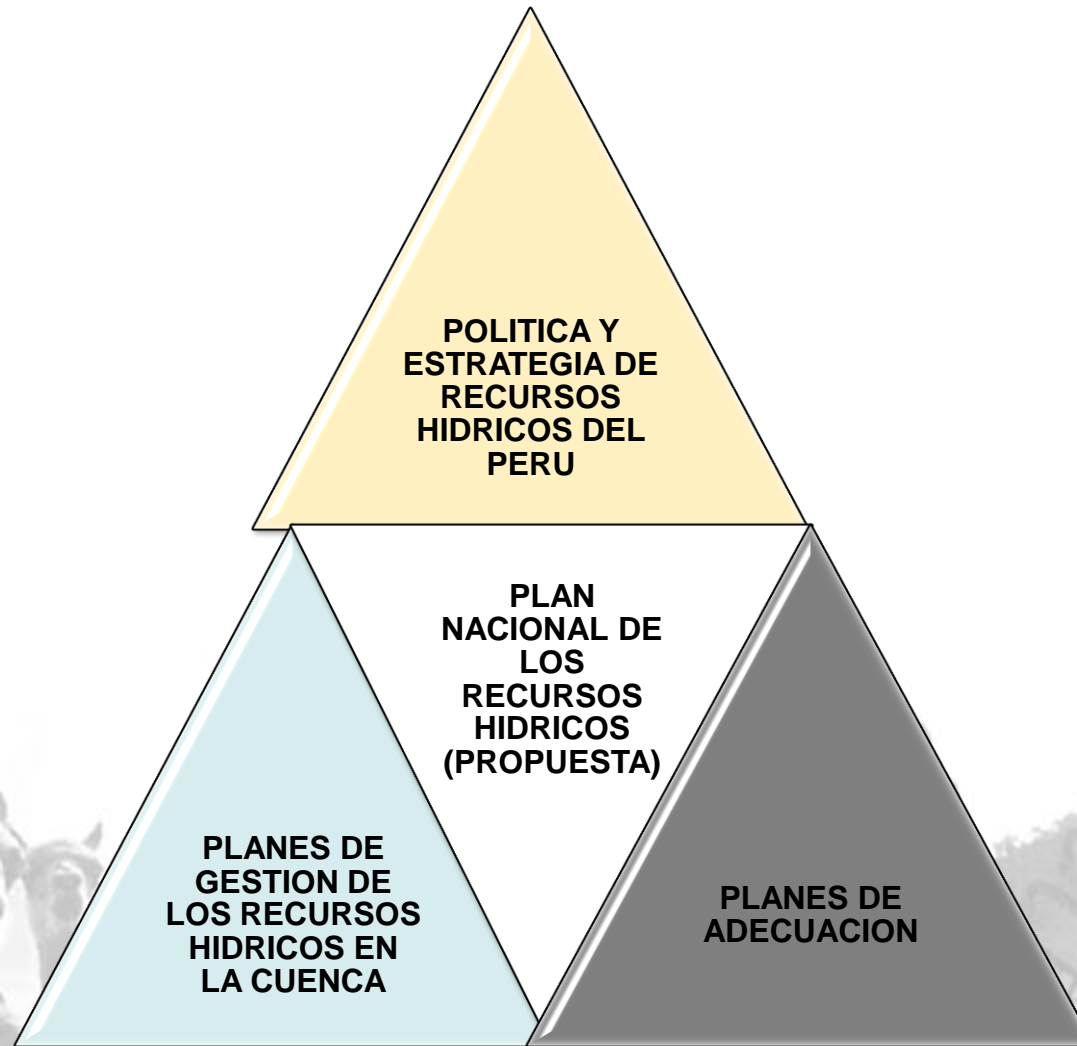 POLITICA Y
ESTRATEGIA DE
RECURSOS
HIDRICOS DEL
PERU
PLAN
NACIONAL DE
LOS
RECURSOS
HIDRICOS
(PROPUESTA)
PLANES DE
GESTION DE
LOS RECURSOS
HIDRICOS EN
LA CUENCA
PLANES DE
ADECUACION